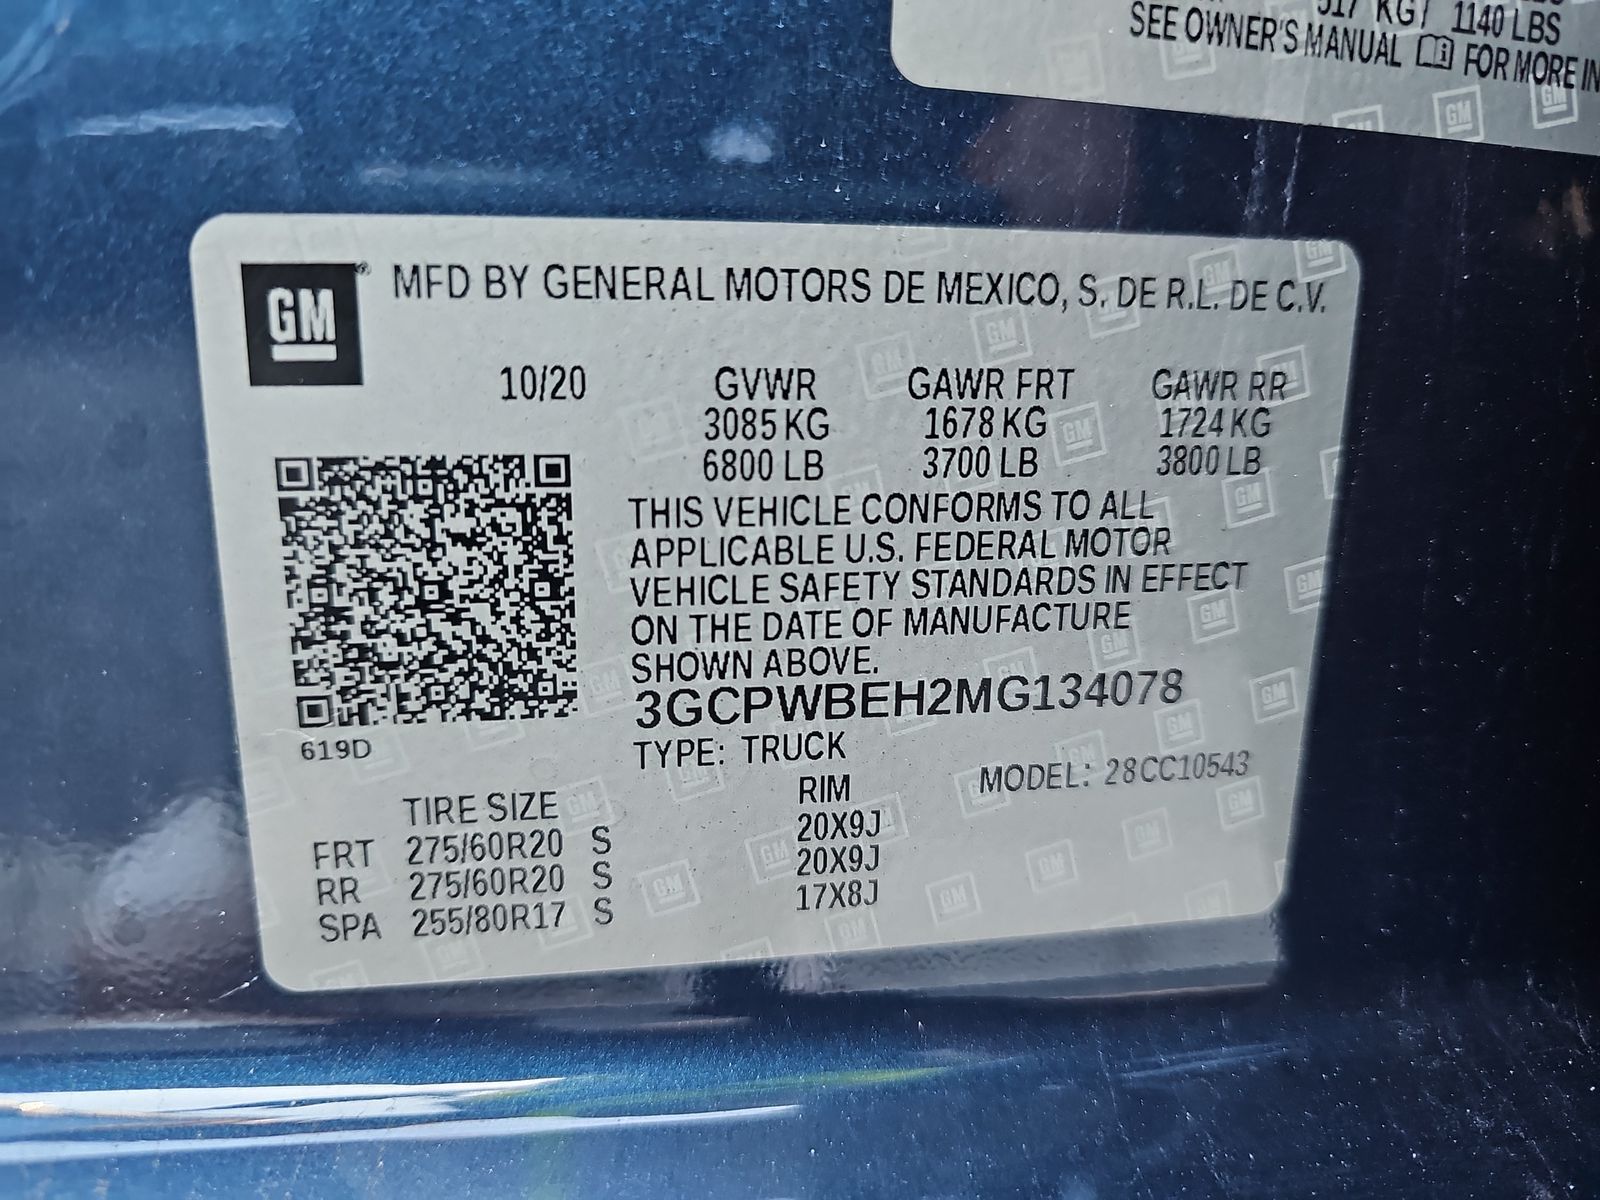 517 KG / 1140 LBS
SEE OWNER'S MANUAL FOR MORE
GM
MFD BY GENERAL MOTORS DE MEXICO, S. DE R.L. DE C.V.
10/20 GVWR GAWR FRT GAWR RR
3085 KG 1678 KG 1724 KG
6800 LB 3700 LB 3800 LB
THIS VEHICLE CONFORMS TO ALL
APPLICABLE U.S. FEDERAL MOTOR
VEHICLE SAFETY STANDARDS IN EFFECT
ON THE DATE OF MANUFACTURE
SHOWN ABOVE.
3GCPWBEH2MG134078
619D
TYPE: TRUCK
MODEL: 28CC10543
TIRE SIZE RIM
FRT 275/60R20 S 20X9J
RR 275/60R20 S 20X9J
SPA 255/80R17 S 17X8J